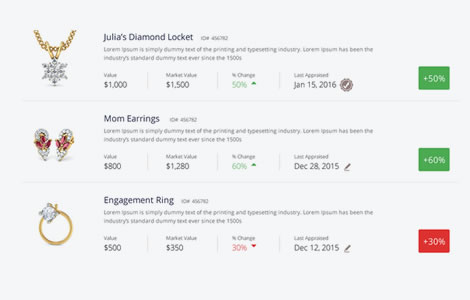 Julia's Diamond Locket ID# 456782
Lorem Ipsum is simply dummy text of the printing and typesetting industry. Lorem Ipsum has been the
industry's standard dummy text ever since the 1500s
Value Market Value % Change Last Appraised
$1,000 $1,500 50% Jan 15, 2016
+50%
Mom Earrings ID# 456782
Lorem Ipsum is simply dummy text of the printing and typesetting industry. Lorem Ipsum has been the
industry's standard dummy text ever since the 1500s
Value Market Value % Change Last Appraised
$800 $1,280 60% Dec 28, 2015
+60%
Engagement Ring ID# 456782
Lorem Ipsum is simply dummy text of the printing and typesetting industry. Lorem Ipsum has been the
industry's standard dummy text ever since the 1500s
Value Market Value % Change Last Appraised
$500 $350 30% Dec 12, 2015
+30%